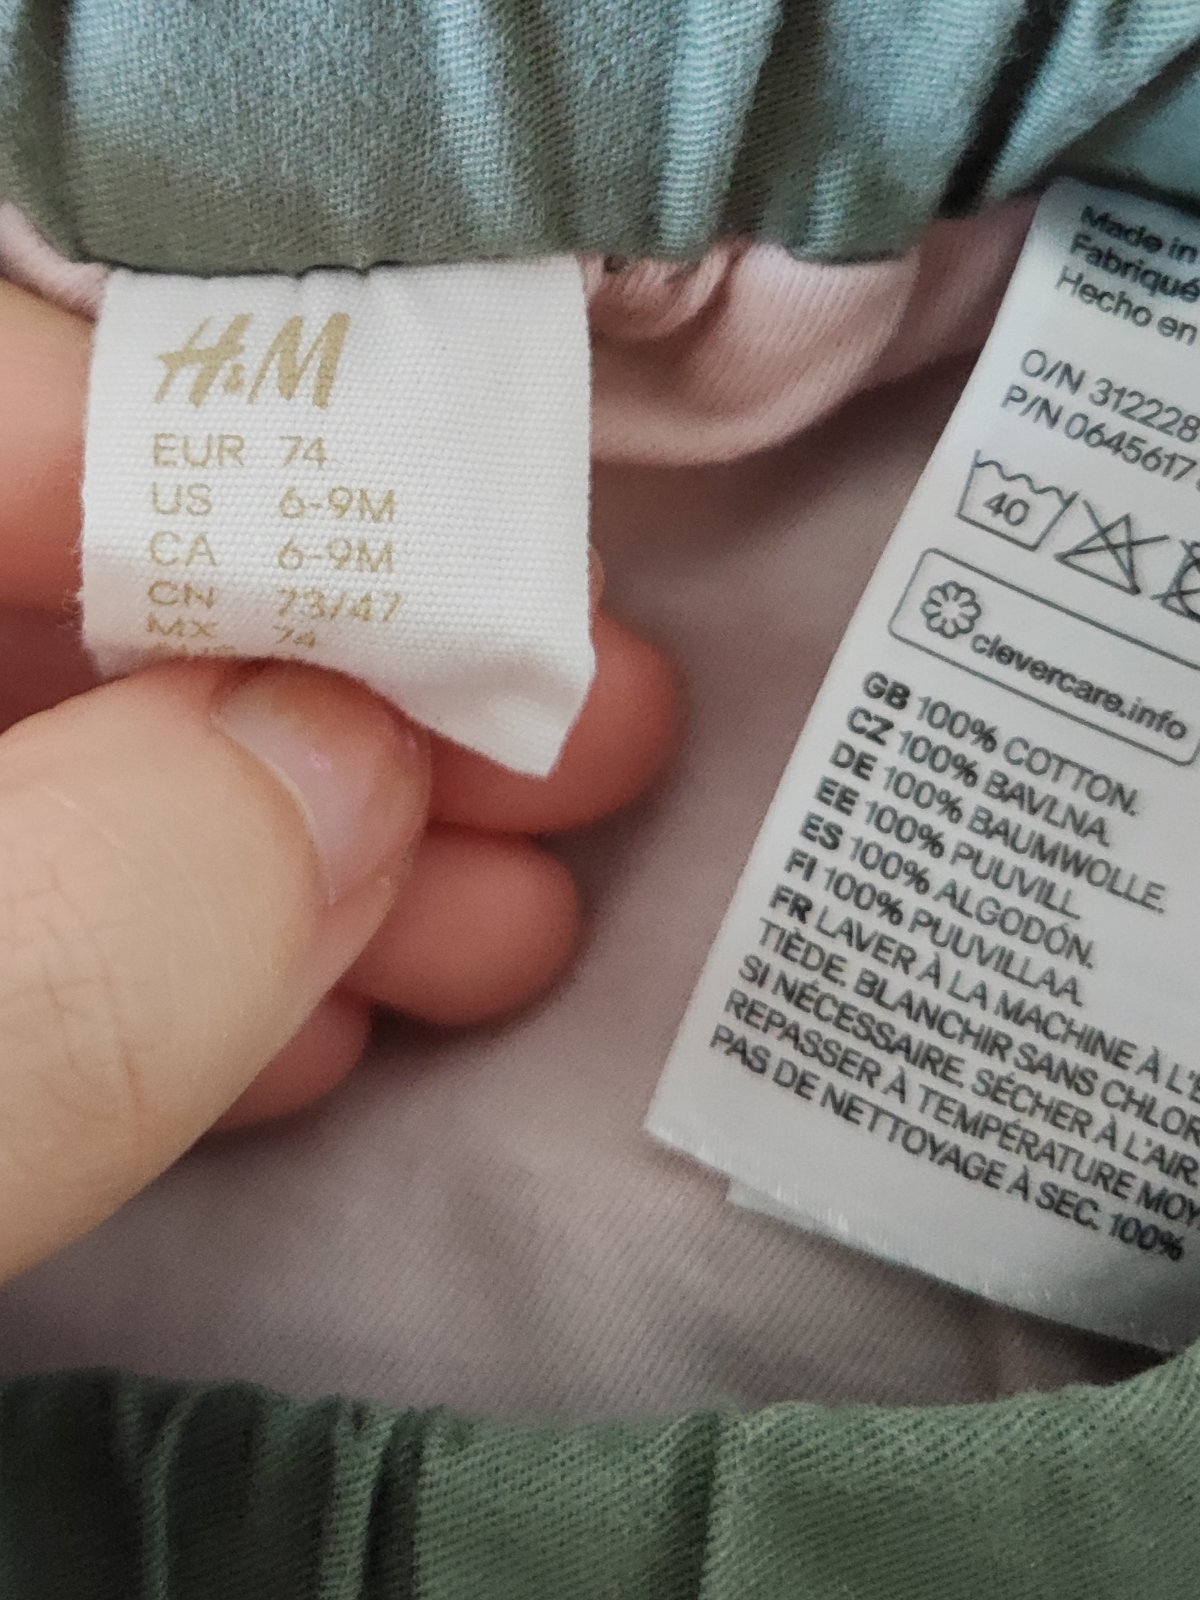 H&M
EUR 74
US 6-9M
CA 6-9M
CN 73/47
MX 74
Made in
Fabriqué
Hecho en
O/N 312228
P/N 0645617
40
clevercare.info
GB 100% COTTON.
CZ 100% BAVLNA.
DE 100% BAUMWOLLE.
EE 100% PUUVILL
ES 100% ALGODÓN.
FI 100% PUUVILLAA.
FR LAVER À LA MACHINE À L'E
TIÈDE. BLANCHIR SANS CHLOR
SI NÉCESSAIRE. SÉCHER À L'AIR.
REPASSER À TEMPÉRATURE MOY
PAS DE NETTOYAGE À SEC. 100%